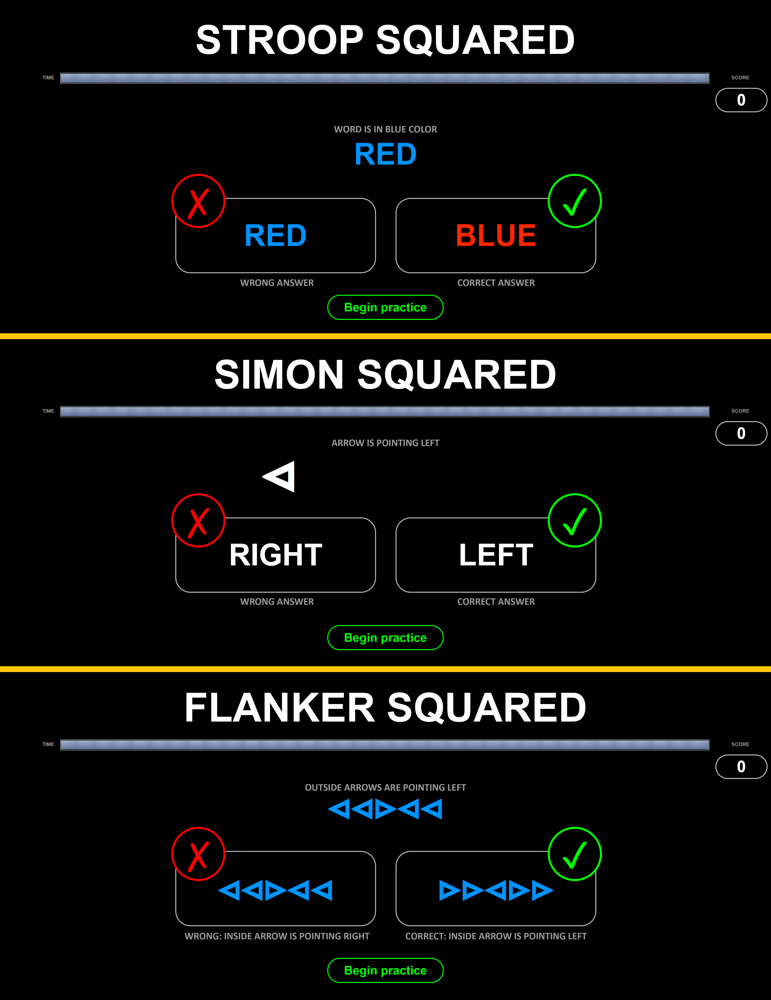 STROOP SQUARED
TIME
SCORE
0
WORD IS IN BLUE COLOR
RED
RED
BLUE
WRONG ANSWER
CORRECT ANSWER
Begin practice
SIMON SQUARED
TIME
SCORE
0
ARROW IS POINTING LEFT
RIGHT
LEFT
WRONG ANSWER
CORRECT ANSWER
Begin practice
FLANKER SQUARED
TIME
SCORE
0
OUTSIDE ARROWS ARE POINTING LEFT
WRONG: INSIDE ARROW IS POINTING RIGHT
CORRECT: INSIDE ARROW IS POINTING LEFT
Begin practice